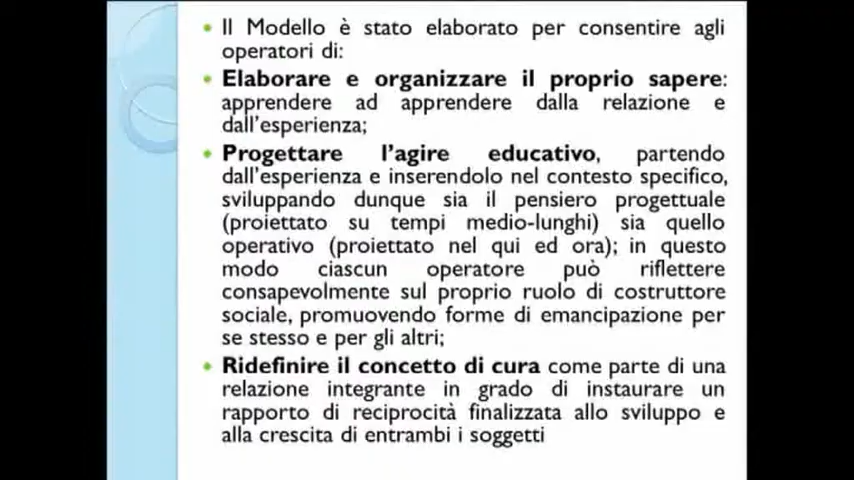 • Il Modello è stato elaborato per consentire agli
operatori di:
• Elaborare e organizzare il proprio sapere:
apprendere ad apprendere dalla relazione e
dall'esperienza;
• Progettare l'agire educativo, partendo
dall'esperienza e inserendolo nel contesto specifico,
sviluppando dunque sia il pensiero progettuale
(proiettato su tempi medio-lunghi) sia quello
operativo (proiettato nel qui ed ora); in questo
modo ciascun operatore può riflettere
consapevolmente sul proprio ruolo di costruttore
sociale, promuovendo forme di emancipazione per
se stesso e per gli altri;
• Ridefinire il concetto di cura come parte di una
relazione integrante in grado di instaurare un
rapporto di reciprocità finalizzata allo sviluppo e
alla crescita di entrambi i soggetti